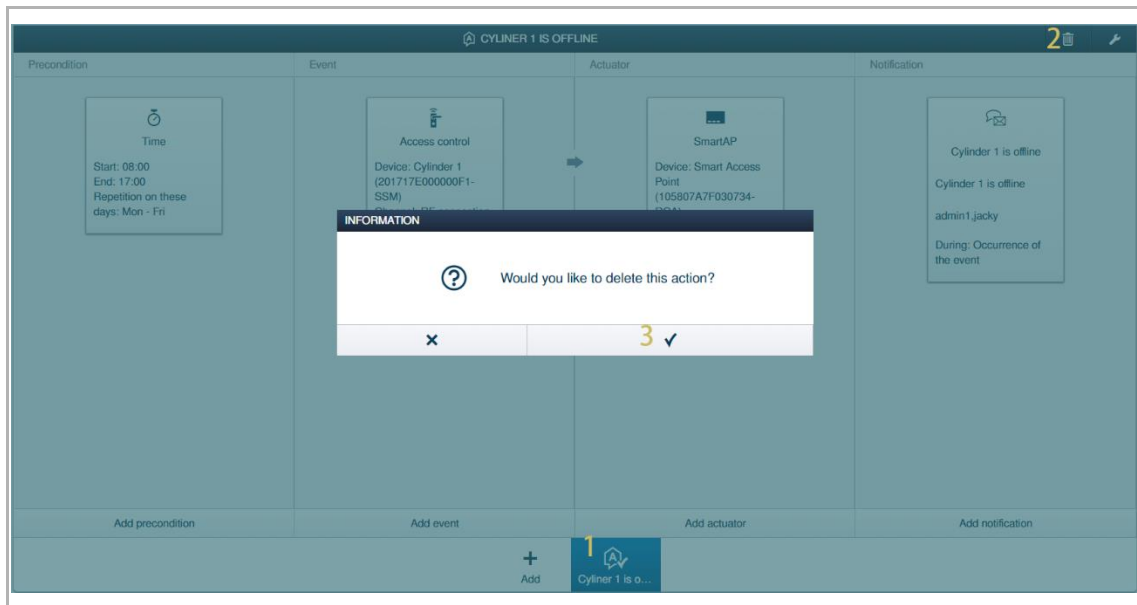 CYLINER 1 IS OFFLINE
2
Precondition
Event
Actuator
Notification
Time
Start: 08:00
End: 17:00
Repetition on these
days: Mon - Fri
Access control
Device: Cylinder 1
(201717E000000F1-
SSM)
SmartAP
Device: Smart Access
Point
(105807A7F030734-
Cylinder 1 is offline
Cylinder 1 is offline
admin1,jacky
During: Occurrence of
the event
INFORMATION
Would you like to delete this action?
3
Add precondition
Add event
Add actuator
Add notification
Add
1
Cyliner 1 is o...